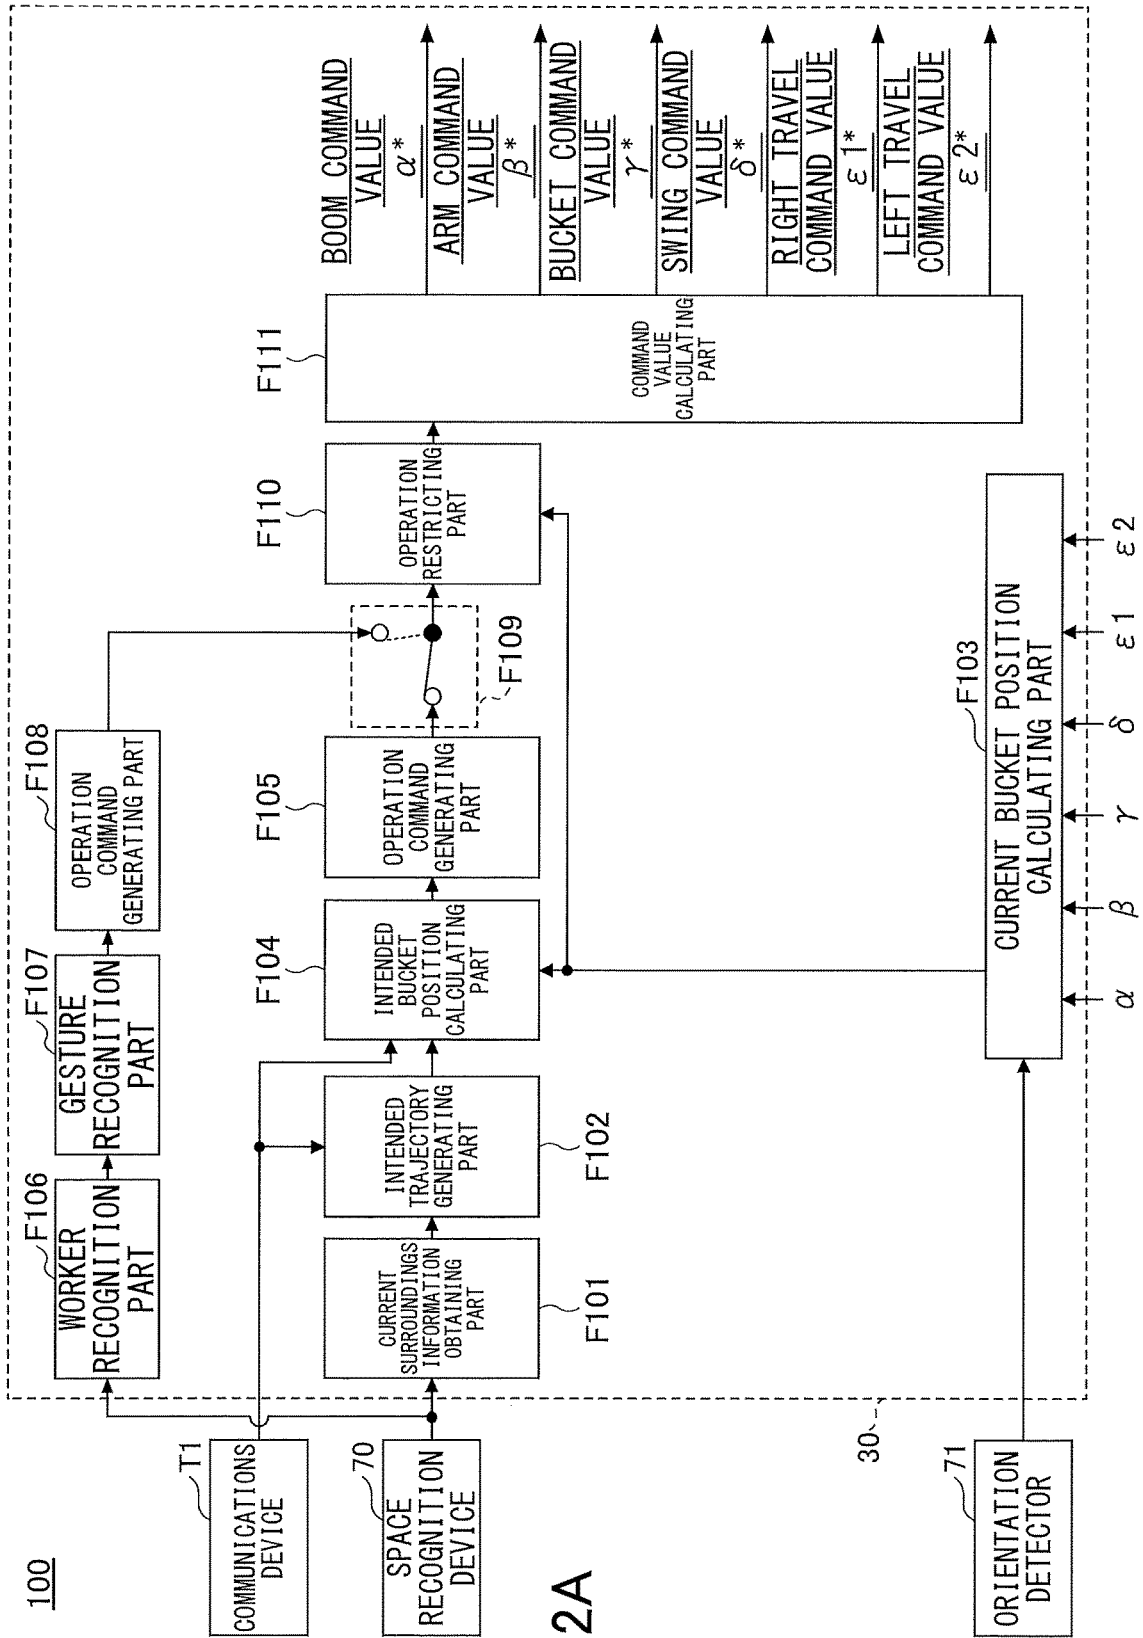 100
COMMUNICATIONS
DEVICE
T1
SPACE
RECOGNITION
DEVICE
70
ORIENTATION
DETECTOR
71
30
WORKER
RECOGNITION
PART
F106
GESTURE
RECOGNITION
PART
F107
OPERATION
COMMAND
GENERATING PART
F108
CURRENT
SURROUNDINGS
INFORMATION
OBTAINING
PART
F101
INTENDED
TRAJECTORY
GENERATING
PART
F102
INTENDED
BUCKET
POSITION
CALCULATING
PART
F104
OPERATION
COMMAND
GENERATING
PART
F105
F109
OPERATION
RESTRICTING
PART
F110
COMMAND
VALUE
CALCULATING
PART
F111
CURRENT BUCKET POSITION
CALCULATING PART
F103
α
β
γ
δ
ε1
ε2
BOOM COMMAND
VALUE
α*
ARM COMMAND
VALUE
β*
BUCKET COMMAND
VALUE
γ*
SWING COMMAND
VALUE
δ*
RIGHT TRAVEL
COMMAND VALUE
ε1*
LEFT TRAVEL
COMMAND VALUE
ε2*
2A